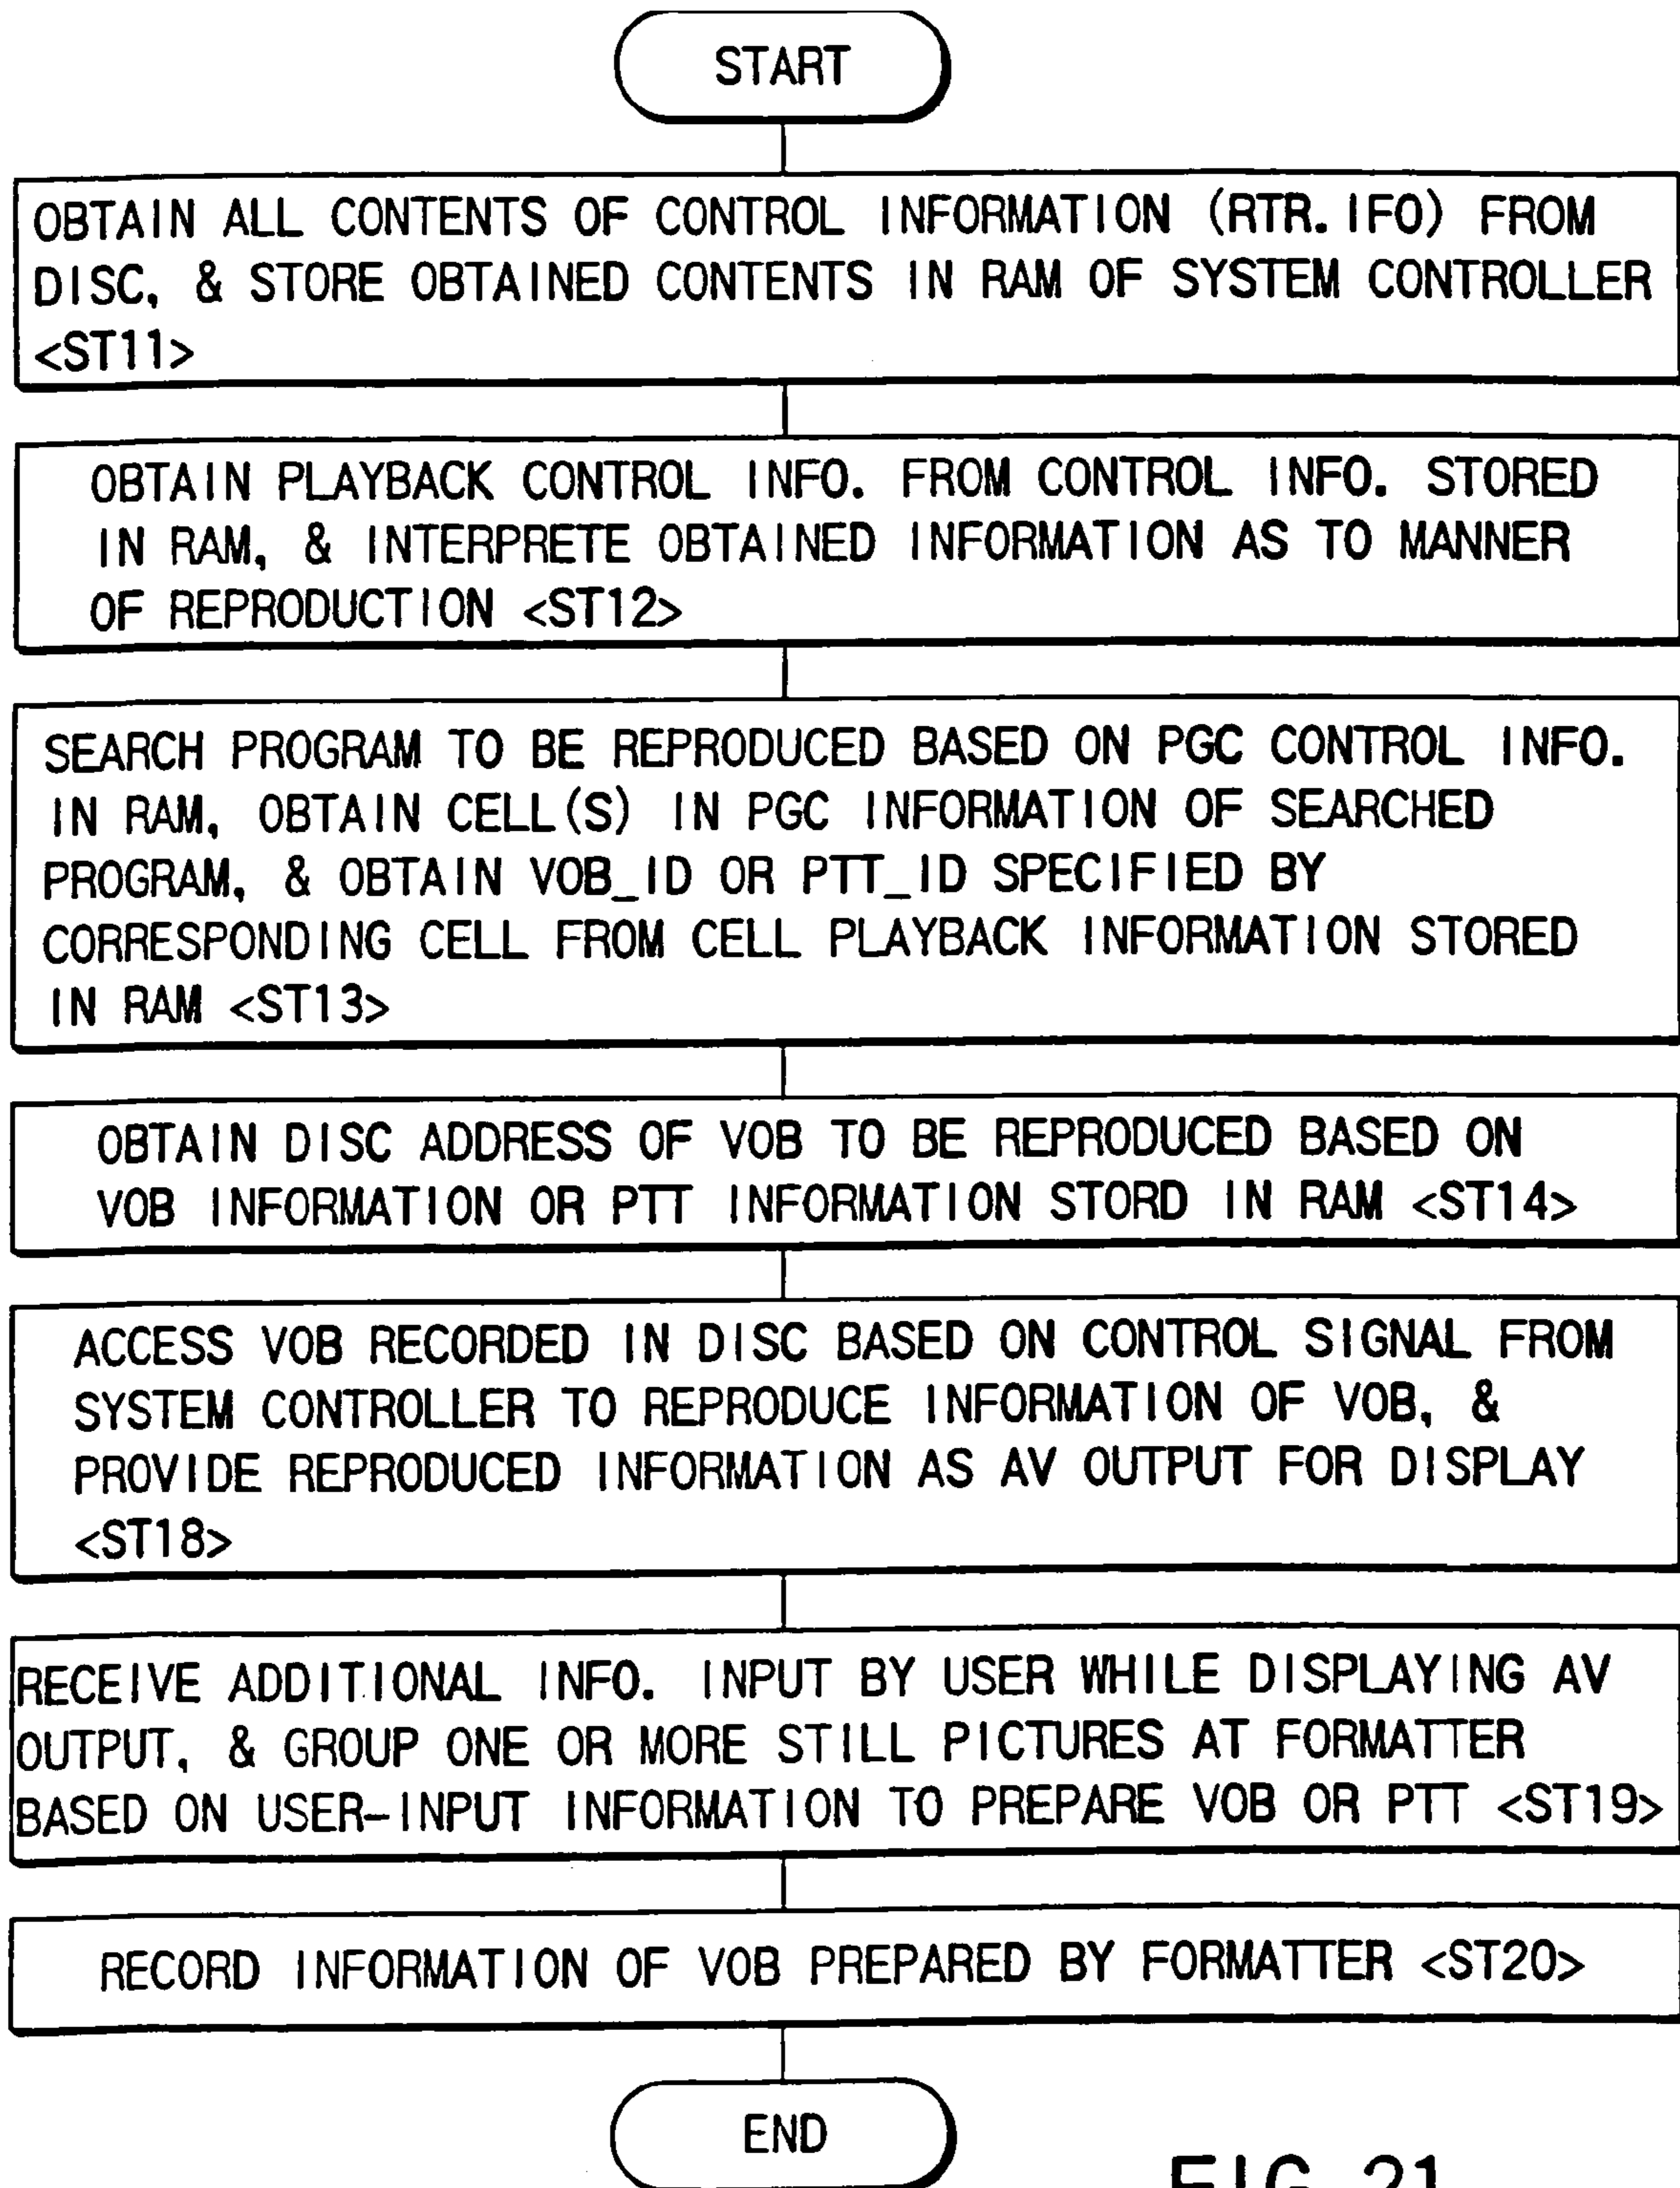 START
OBTAIN ALL CONTENTS OF CONTROL INFORMATION (RTR.IFO) FROM
DISC, & STORE OBTAINED CONTENTS IN RAM OF SYSTEM CONTROLLER
<ST11>
OBTAIN PLAYBACK CONTROL INFO. FROM CONTROL INFO. STORED
IN RAM, & INTERPRETE OBTAINED INFORMATION AS TO MANNER
OF REPRODUCTION <ST12>
SEARCH PROGRAM TO BE REPRODUCED BASED ON PGC CONTROL INFO.
IN RAM, OBTAIN CELL(S) IN PGC INFORMATION OF SEARCHED
PROGRAM, & OBTAIN VOB_ID OR PTT_ID SPECIFIED BY
CORRESPONDING CELL FROM CELL PLAYBACK INFORMATION STORED
IN RAM <ST13>
OBTAIN DISC ADDRESS OF VOB TO BE REPRODUCED BASED ON
VOB INFORMATION OR PTT INFORMATION STORD IN RAM <ST14>
ACCESS VOB RECORDED IN DISC BASED ON CONTROL SIGNAL FROM
SYSTEM CONTROLLER TO REPRODUCE INFORMATION OF VOB, &
PROVIDE REPRODUCED INFORMATION AS AV OUTPUT FOR DISPLAY
<ST18>
RECEIVE ADDITIONAL INFO. INPUT BY USER WHILE DISPLAYING AV
OUTPUT, & GROUP ONE OR MORE STILL PICTURES AT FORMATTER
BASED ON USER-INPUT INFORMATION TO PREPARE VOB OR PTT <ST19>
RECORD INFORMATION OF VOB PREPARED BY FORMATTER <ST20>
END
FIG. 21